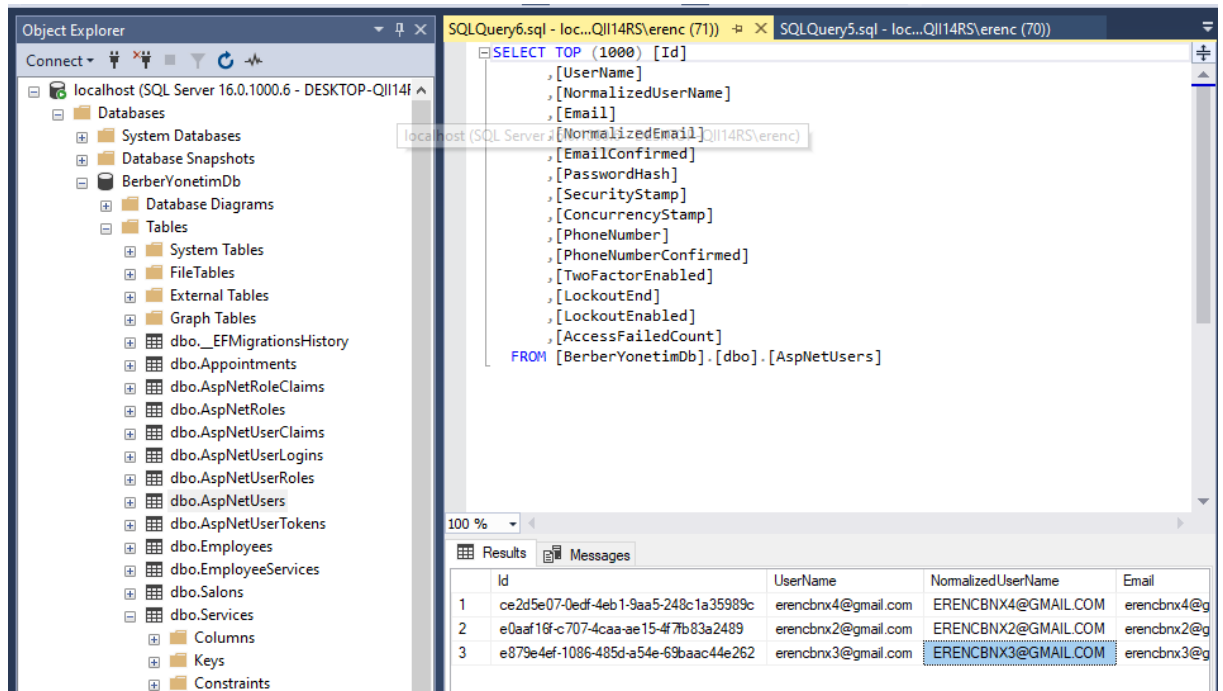 Object Explorer
Connect
localhost (SQL Server 16.0.1000.6 - DESKTOP-QII14F
Databases
System Databases
Database Snapshots
BerberYonetimDb
Database Diagrams
Tables
System Tables
FileTables
External Tables
Graph Tables
dbo.__EFMigrationsHistory
dbo.Appointments
dbo.AspNetRoleClaims
dbo.AspNetRoles
dbo.AspNetUserClaims
dbo.AspNetUserLogins
dbo.AspNetUserRoles
dbo.AspNetUsers
dbo.AspNetUserTokens
dbo.Employees
dbo.EmployeeServices
dbo.Salons
dbo.Services
Columns
Keys
Constraints
SQLQuery6.sql - loc...QII14RS\erenc (71)) SQLQuery5.sql - loc...QII14RS\erenc (70))
SELECT TOP (1000) [Id]
,[UserName]
,[NormalizedUserName]
,[Email]
,[NormalizedEmail]
,[EmailConfirmed]
,[PasswordHash]
,[SecurityStamp]
,[ConcurrencyStamp]
,[PhoneNumber]
,[PhoneNumberConfirmed]
,[TwoFactorEnabled]
,[LockoutEnd]
,[LockoutEnabled]
,[AccessFailedCount]
FROM [BerberYonetimDb].[dbo].[AspNetUsers]
100 %
Results Messages
Id UserName NormalizedUserName Email
1 ce2d5e07-0edf-4eb1-9aa5-248c1a35989c erencbnx4@gmail.com ERENCBNX4@GMAIL.COM erencbnx4@g
2 e0aaf16f-c707-4caa-ae15-4f7fb83a2489 erencbnx2@gmail.com ERENCBNX2@GMAIL.COM erencbnx2@g
3 e879e4ef-1086-485d-a54e-69baac44e262 erencbnx3@gmail.com ERENCBNX3@GMAIL.COM erencbnx3@g